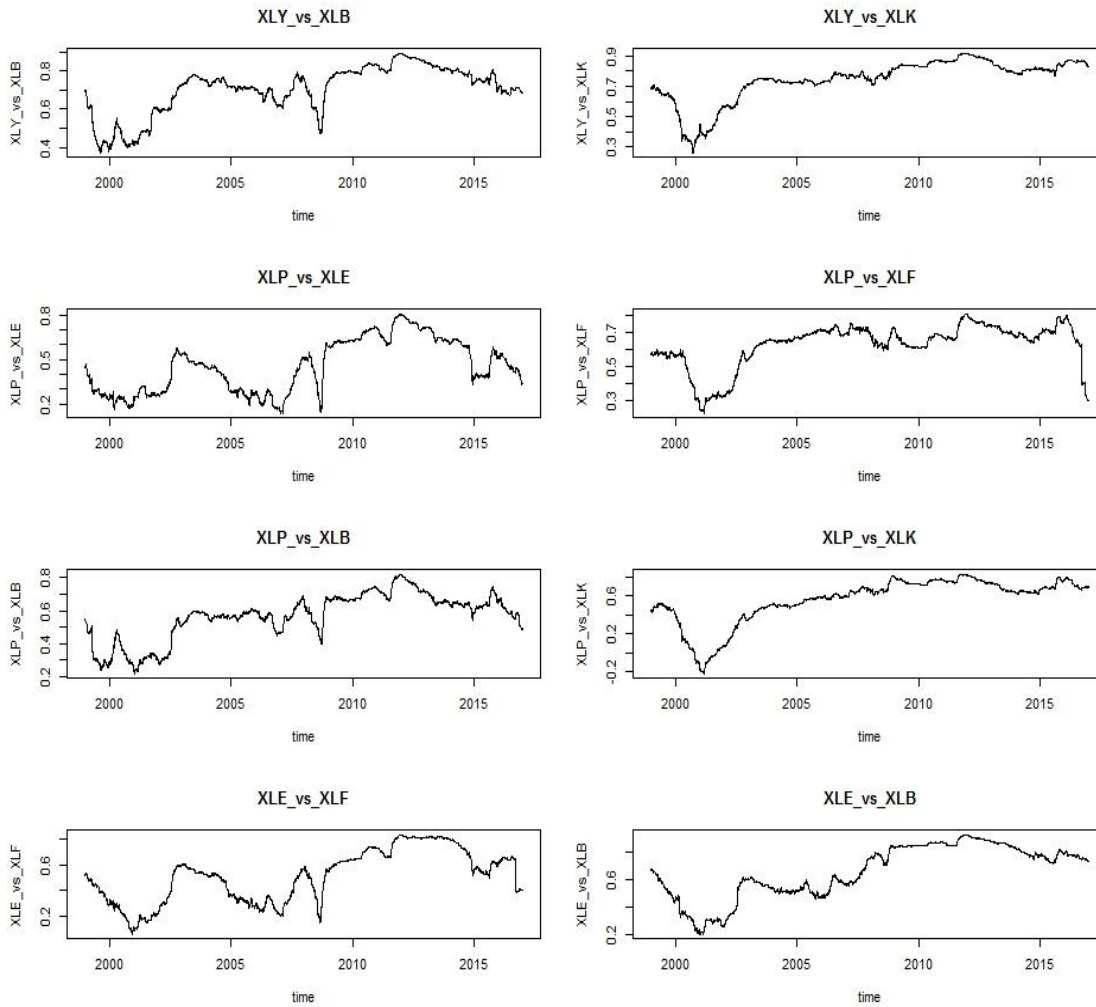 XLY_vs_XLB
XLY_vs_XLB
0.4 0.6 0.8
2000 2005 2010 2015
time
XLY_vs_XLK
XLY_vs_XLK
0.3 0.5 0.7 0.9
2000 2005 2010 2015
time
XLP_vs_XLE
XLP_vs_XLE
0.2 0.5 0.8
2000 2005 2010 2015
time
XLP_vs_XLF
XLP_vs_XLF
0.3 0.5 0.7
2000 2005 2010 2015
time
XLP_vs_XLB
XLP_vs_XLB
0.2 0.4 0.6 0.8
2000 2005 2010 2015
time
XLP_vs_XLK
XLP_vs_XLK
-0.2 0.2 0.6
2000 2005 2010 2015
time
XLE_vs_XLF
XLE_vs_XLF
0.2 0.6
2000 2005 2010 2015
time
XLE_vs_XLB
XLE_vs_XLB
0.2 0.6
2000 2005 2010 2015
time